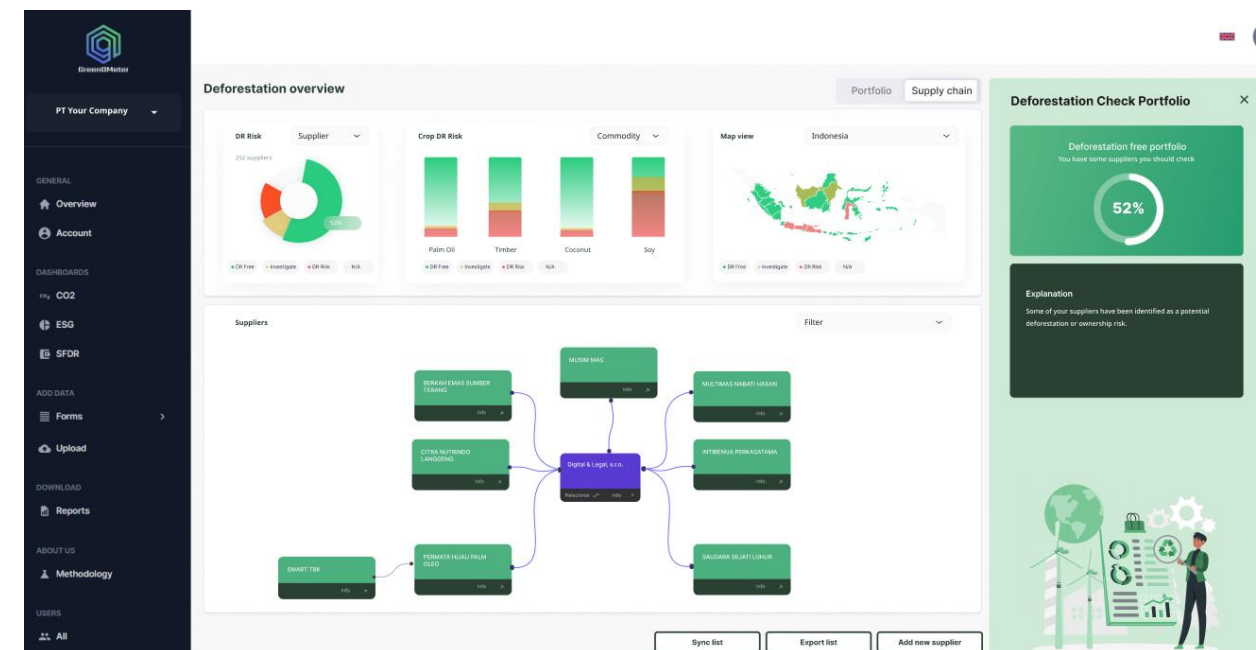 Green0Meter
PT Your Company
GENERAL
Overview
Account
DASHBOARDS
CO2
ESG
SFDR
ADD DATA
Forms
Upload
DOWNLOAD
Reports
ABOUT US
Methodology
USERS
All
Deforestation overview
Portfolio
Supply chain
DR Risk
Supplier
252 suppliers
52%
DR Free Investigate DR Risk N/A
Crop DR Risk
Commodity
Palm Oil Timber Coconut Soy
DR Free Investigate DR Risk N/A
Map view
Indonesia
DR Free Investigate DR Risk N/A
Suppliers
Filter
MUSIM MAS
Info
BERKAH EMAS SUMBER
TERANG
Info
MULTIMAS NABATI HASAN
Info
CITRA NUTRINDO
LANGGENG
Info
Digital & Legal, s.r.o.
Relazional Info
INTIBENUA PERKASATAMA
Info
SMART TBK
Info
PERMATA HIJAU PALM
OLEO
Info
SAUDARA SEJATI LUHUR
Info
Sync list
Export list
Add new supplier
Deforestation Check Portfolio
Deforestation free portfolio
You have some suppliers you should check
52%
Explanation
Some of your suppliers have been identified as a potential
deforestation or ownership risk.